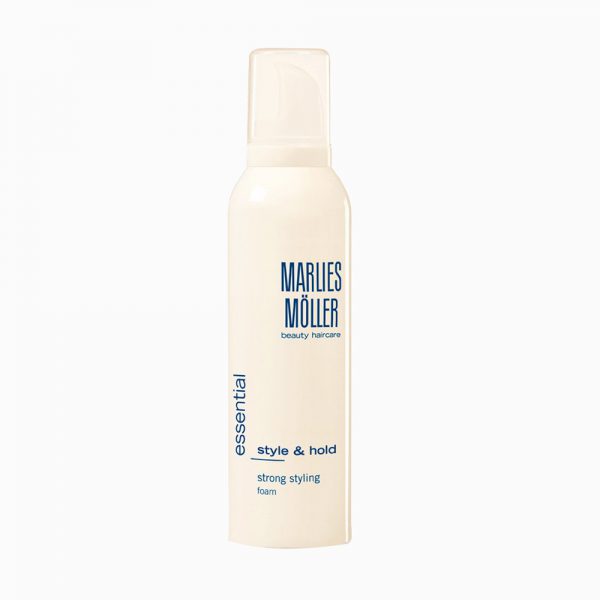 MARLIES
MÖLLER
beauty haircare
essential
style & hold
strong styling
foam